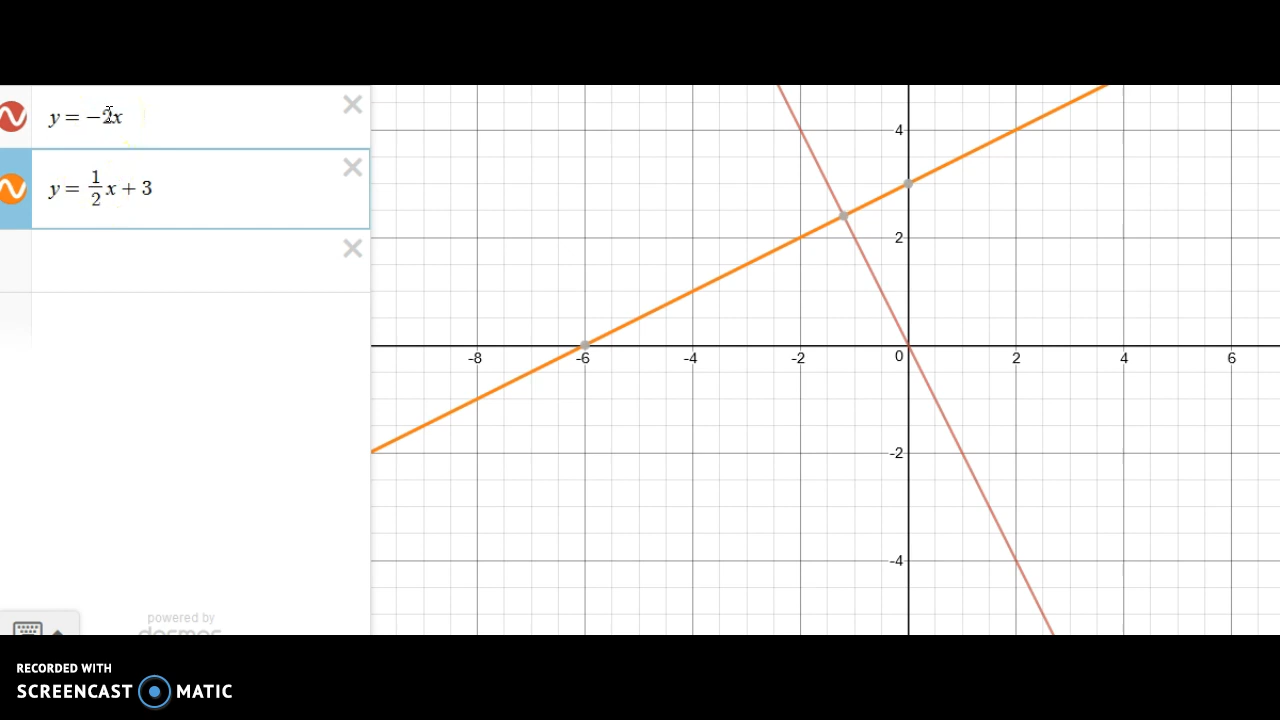 y = −2x
y = 1/2 x + 3
powered by
desmos
4
2
-8 -6 -4 -2 0 2 4 6
-2
-4
RECORDED WITH
SCREENCAST MATIC